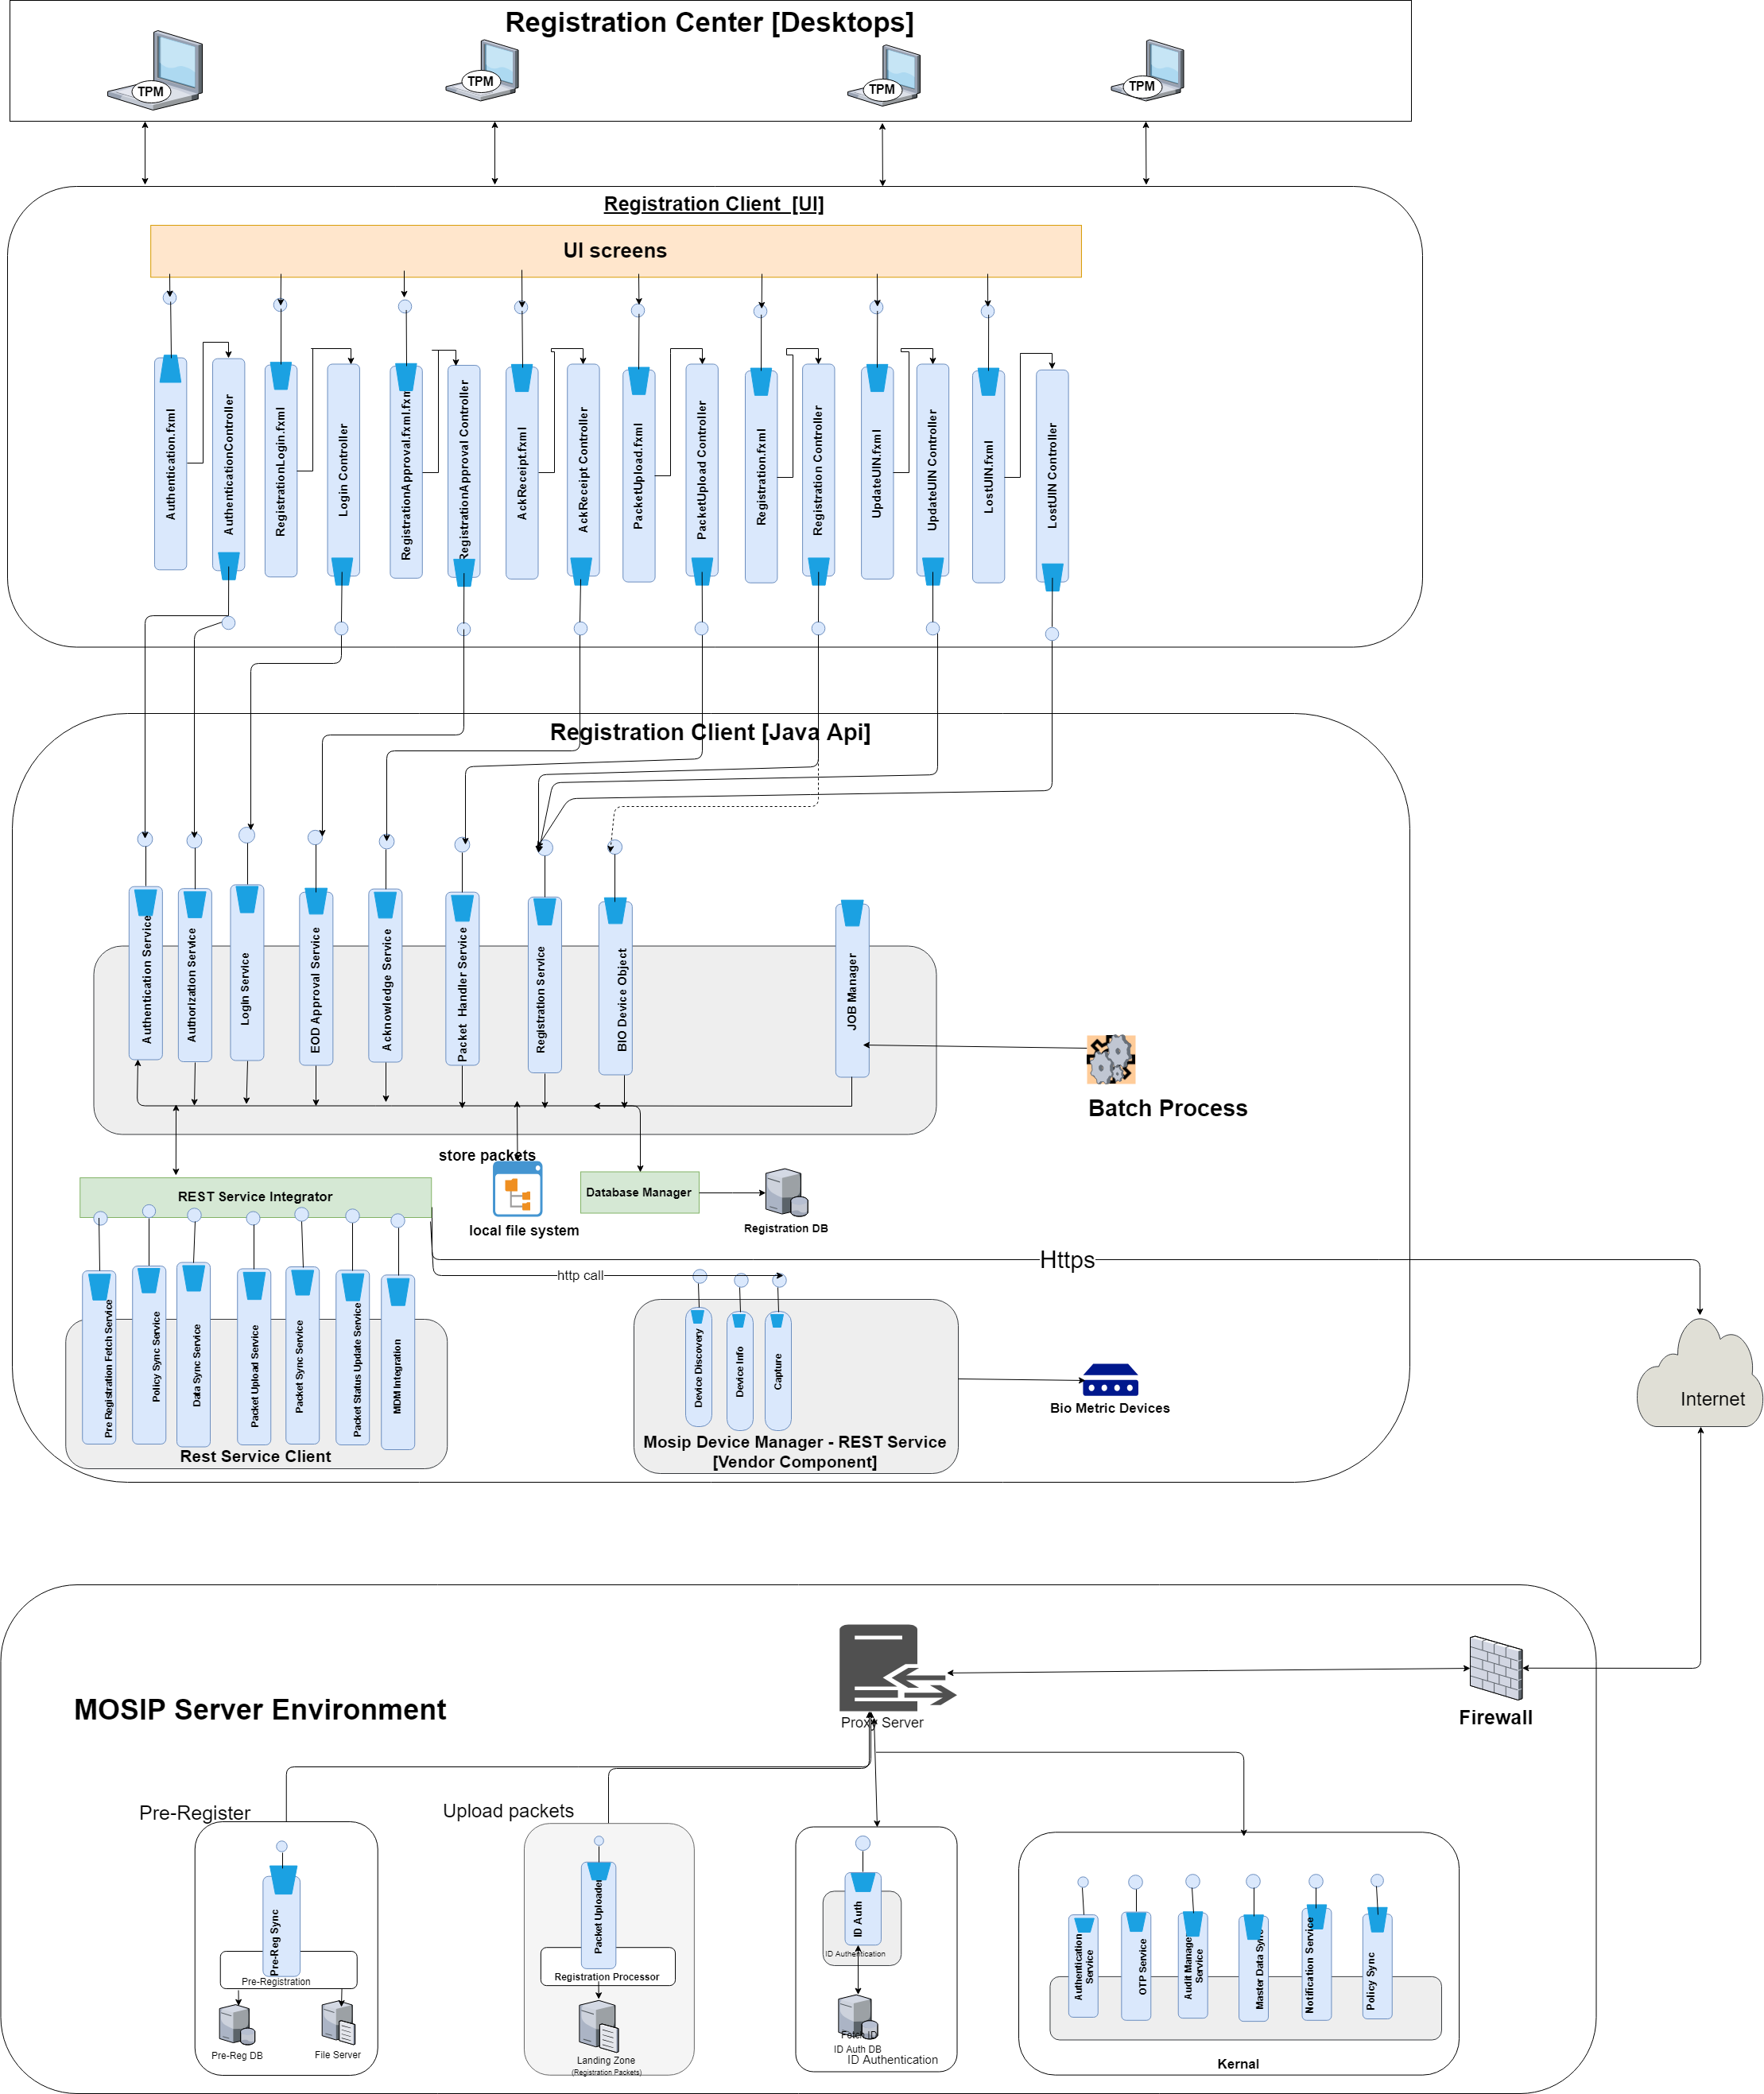 Registration Center [Desktops]
TPM
TPM
TPM
TPM
Registration Client  [UI]
UI screens
Authentication.fxml
AuthenticationController
RegistrationLogin.fxml
Login Controller
RegistrationApproval.fxml.fxm
RegistrationApproval Controller
AckReceipt.fxml
AckReceipt Controller
PacketUpload.fxml
PacketUpload Controller
Registration.fxml
Registration Controller
UpdateUIN.fxml
UpdateUIN Controller
LostUIN.fxml
LostUIN Controller
Registration Client [Java Api]
Authentication Service
Authorization Service
Login Service
EOD Approval Service
Acknowledge Service
Packet  Handler Service
Registration Service
BIO Device Object
JOB Manager
Batch Process
store packets
REST Service Integrator
local file system
Database Manager
Registration DB
Https
http call
Pre Registration Fetch Service
Policy Sync Service
Data Sync Service
Packet Upload Service
Packet Sync Service
Packet Status Update Service
MDM Integration
Rest Service Client
Device Discovery
Device Info
Capture
Mosip Device Manager - REST Service
[Vendor Component]
Bio Metric Devices
Internet
MOSIP Server Environment
Proxy Server
Firewall
Pre-Register
Upload packets
Pre-Reg Sync
Pre-Registration
Pre-Reg DB
File Server
Packet Uploader
Registration Processor
Landing Zone
(Registration Packets)
ID Auth
ID Authentication
Fetch ID
ID Auth DB
ID Authentication
Authentication
Service
OTP Service
Audit Manage
Service
Master Data Sync
Notification Service
Policy Sync
Kernal